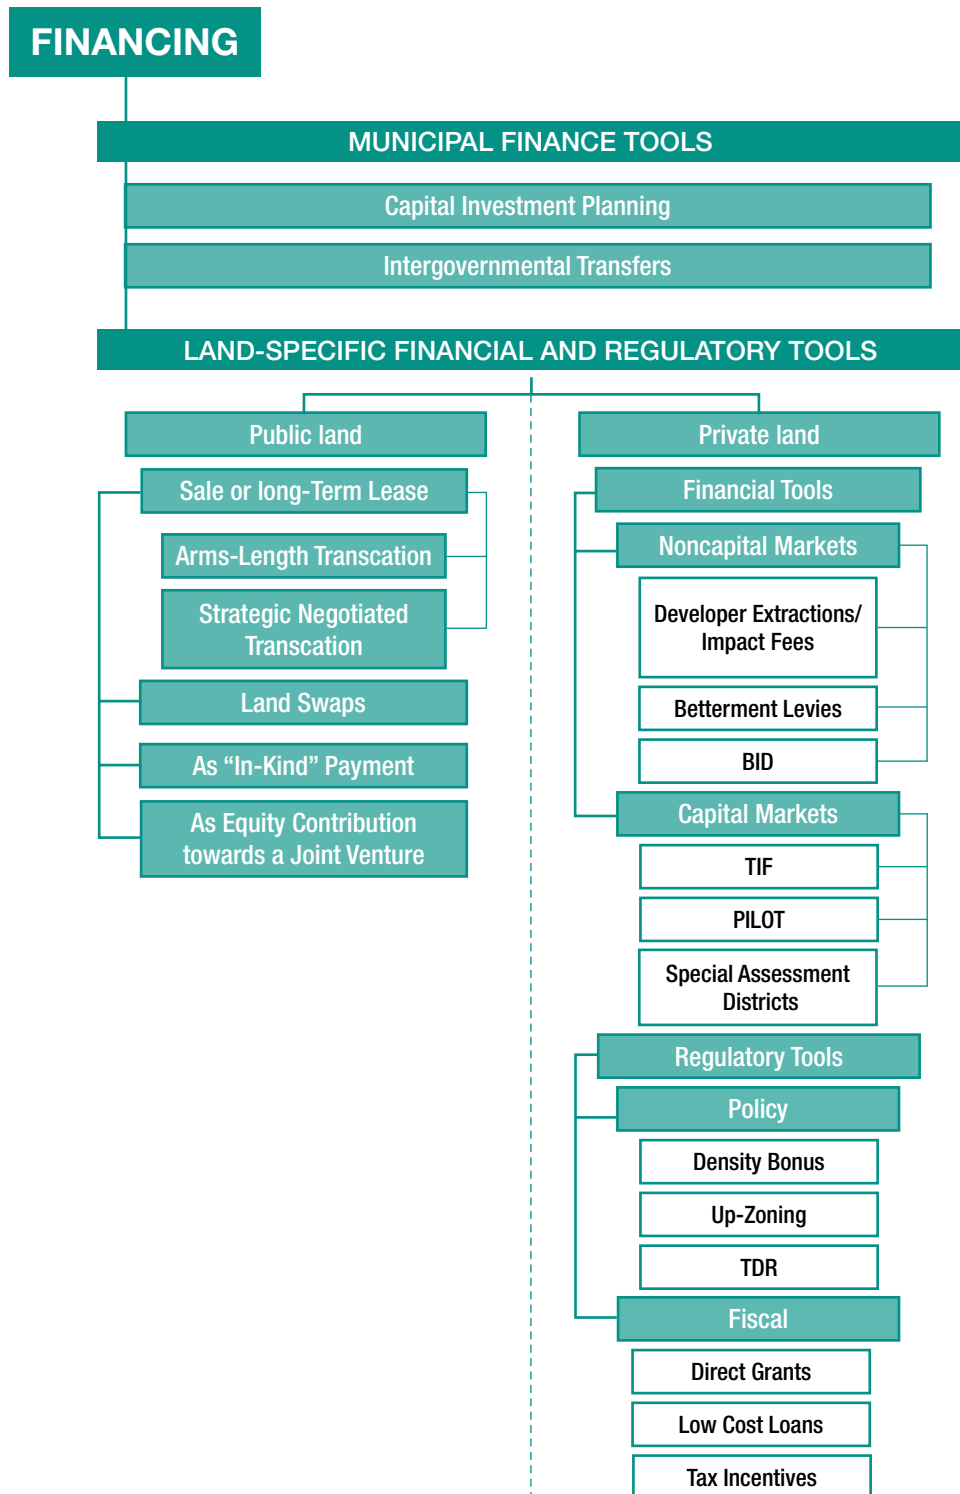 FINANCING
MUNICIPAL FINANCE TOOLS
Capital Investment Planning
Intergovernmental Transfers
LAND-SPECIFIC FINANCIAL AND REGULATORY TOOLS
Public land
Sale or long-Term Lease
Arms-Length Transcation
Strategic Negotiated
Transcation
Land Swaps
As “In-Kind” Payment
As Equity Contribution
towards a Joint Venture
Private land
Financial Tools
Noncapital Markets
Developer Extractions/
Impact Fees
Betterment Levies
BID
Capital Markets
TIF
PILOT
Special Assessment
Districts
Regulatory Tools
Policy
Density Bonus
Up-Zoning
TDR
Fiscal
Direct Grants
Low Cost Loans
Tax Incentives